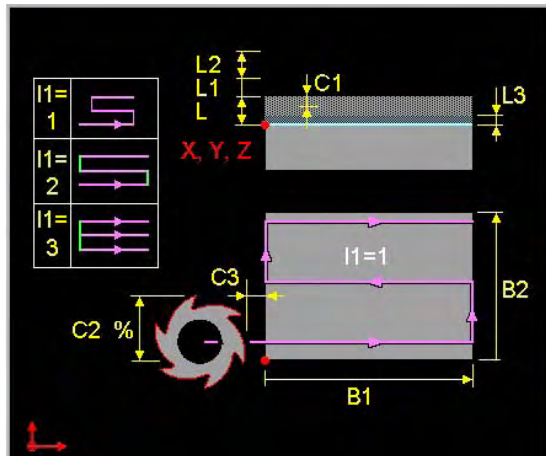 I1=
1
I1=
2
I1=
3
L2
L1
L
C1
L3
X, Y, Z
I1=1
C3
C2 %
B2
B1